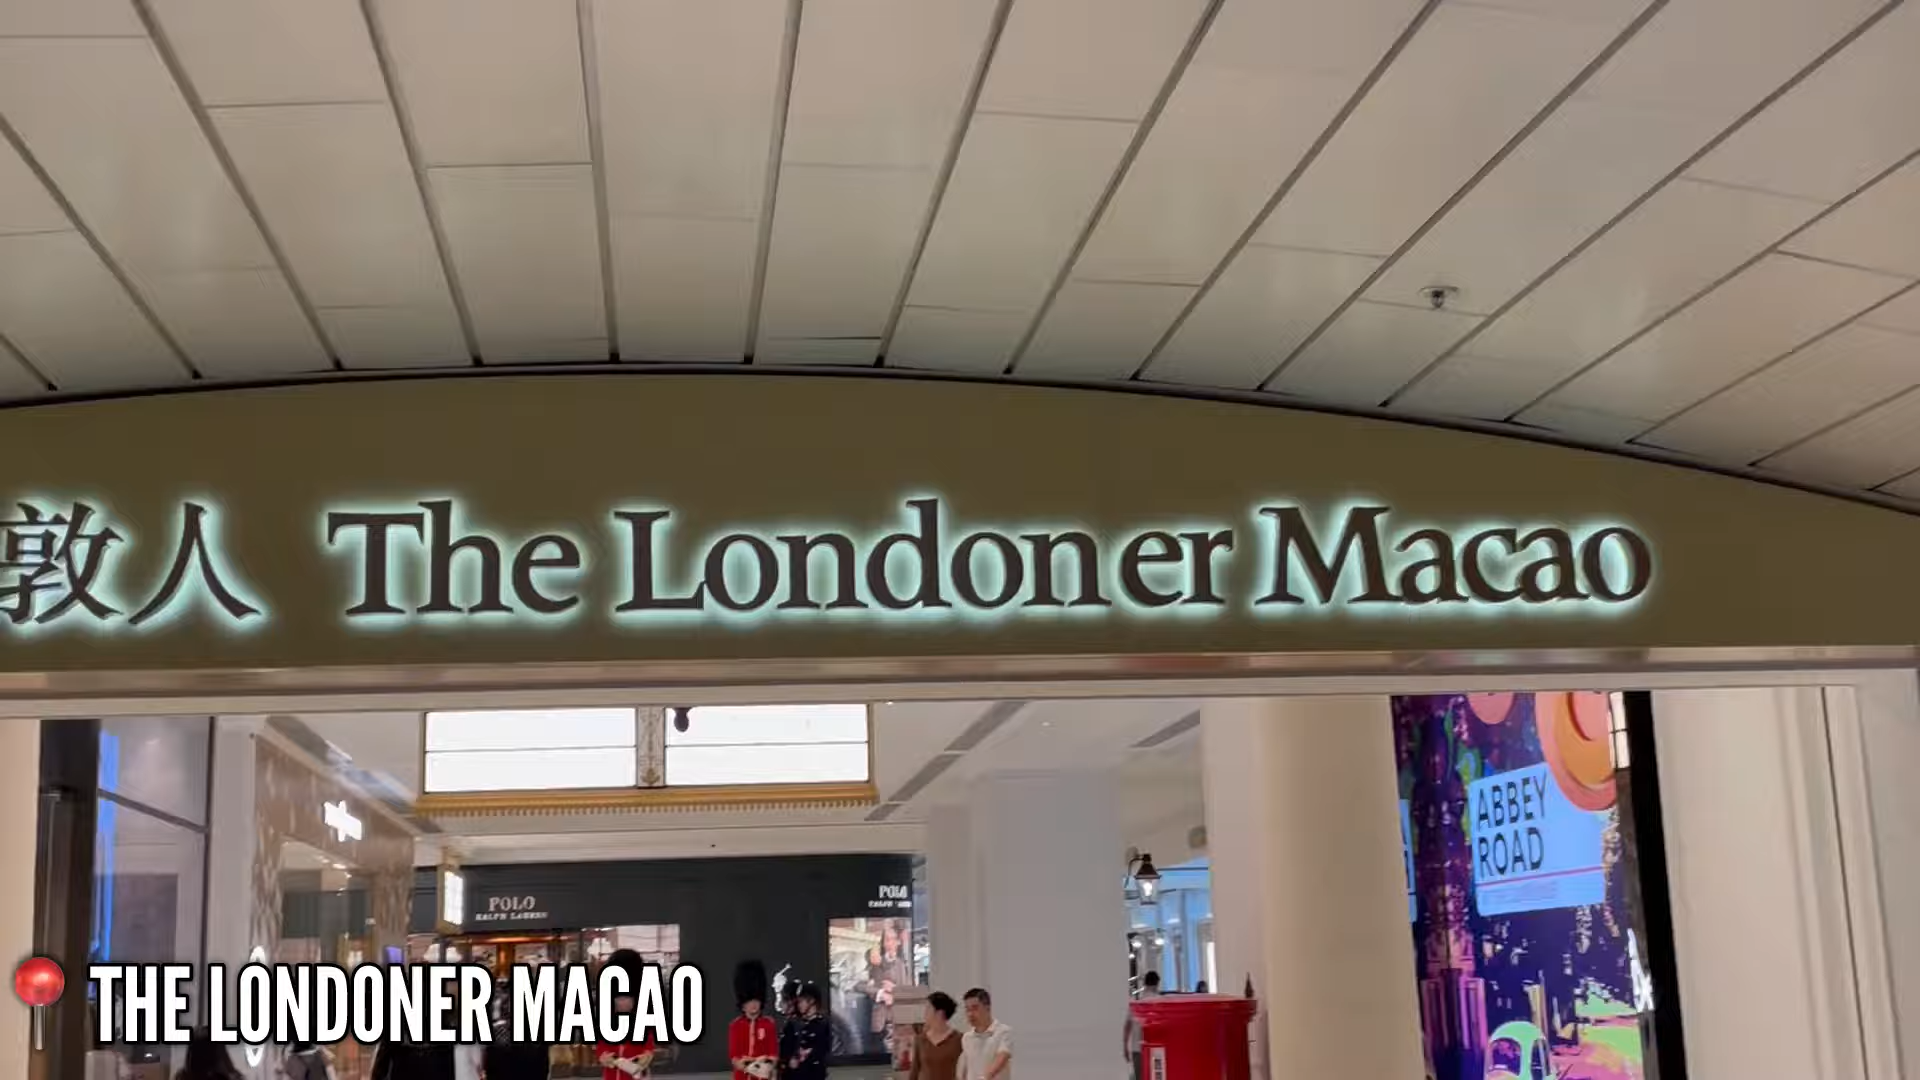 敦人 The Londoner Macao
ABBEY
ROAD
POLO
RALPH LAUREN
POLO
THE LONDONER MACAO